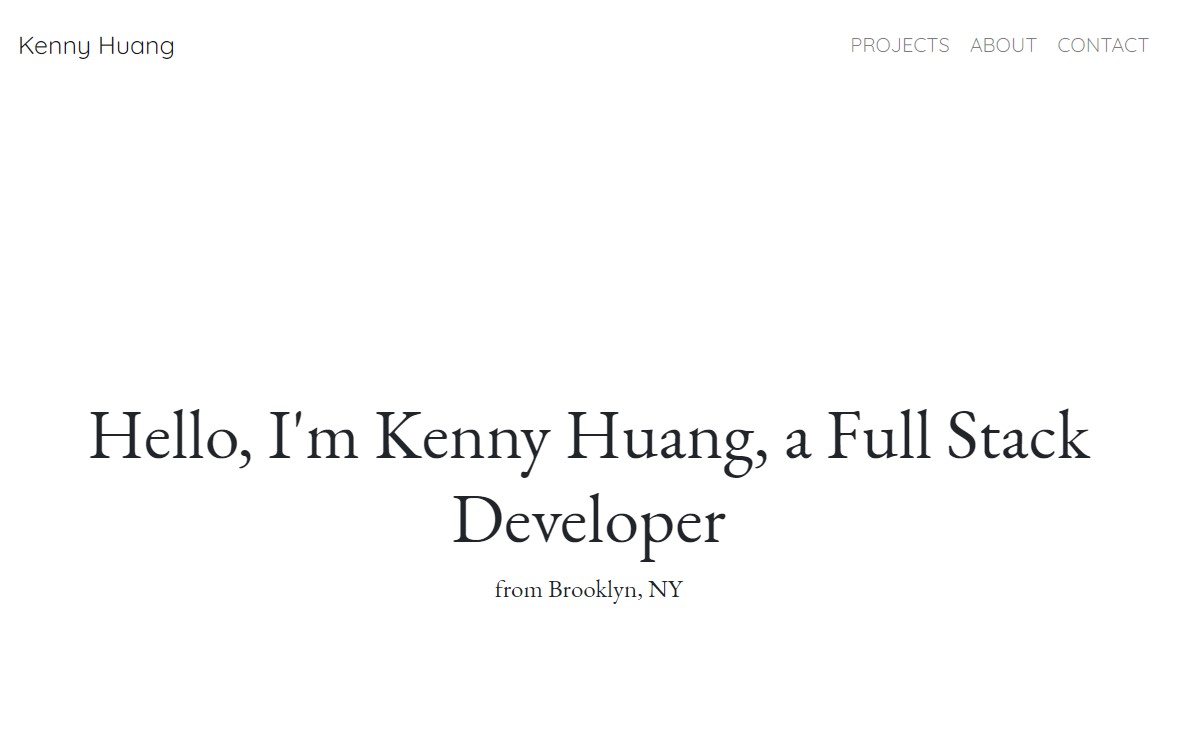 Kenny Huang
PROJECTS ABOUT CONTACT
Hello, I'm Kenny Huang, a Full Stack
Developer
from Brooklyn, NY